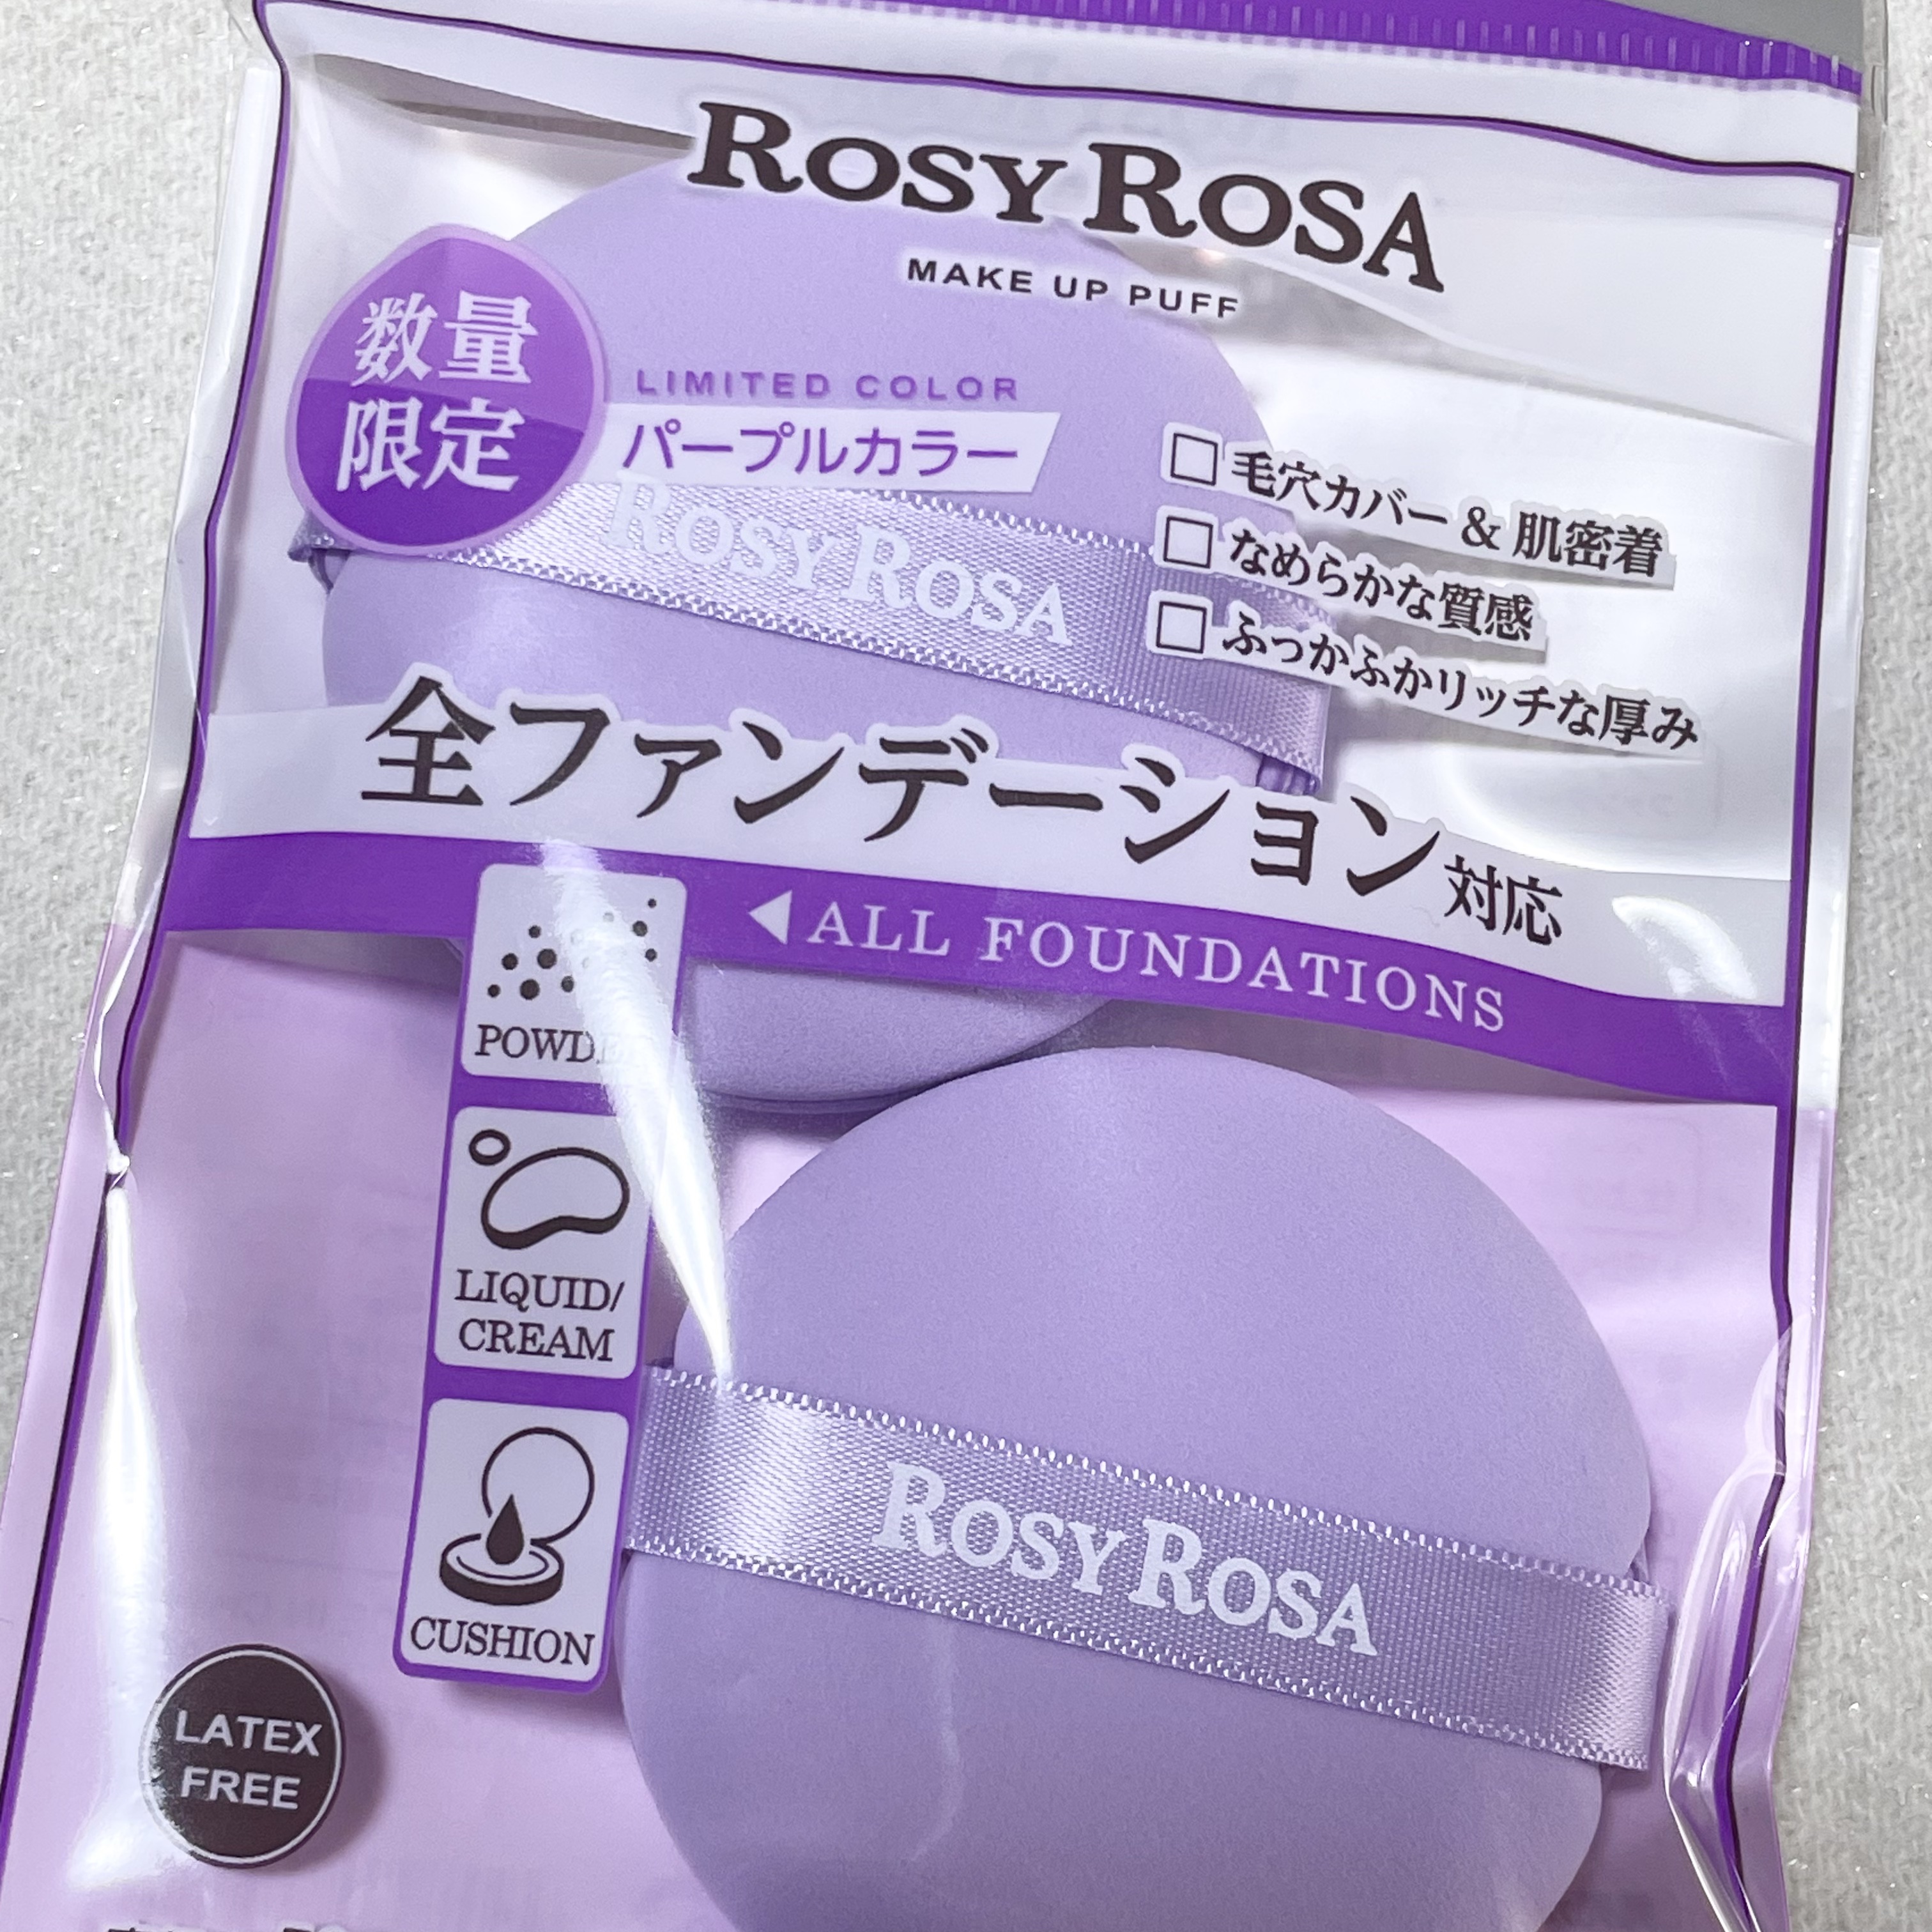 ROSY ROSA
MAKE UP PUFF
数量
限定
LIMITED COLOR
パープルカラー
ROSY ROSA
□ 毛穴カバー & 肌密着
□ なめらかな質感
□ ふっかふかリッチな厚み
全ファンデーション対応
◀ALL FOUNDATIONS
LIQUID/
CREAM
CUSHION
ROSY ROSA
LATEX
FREE